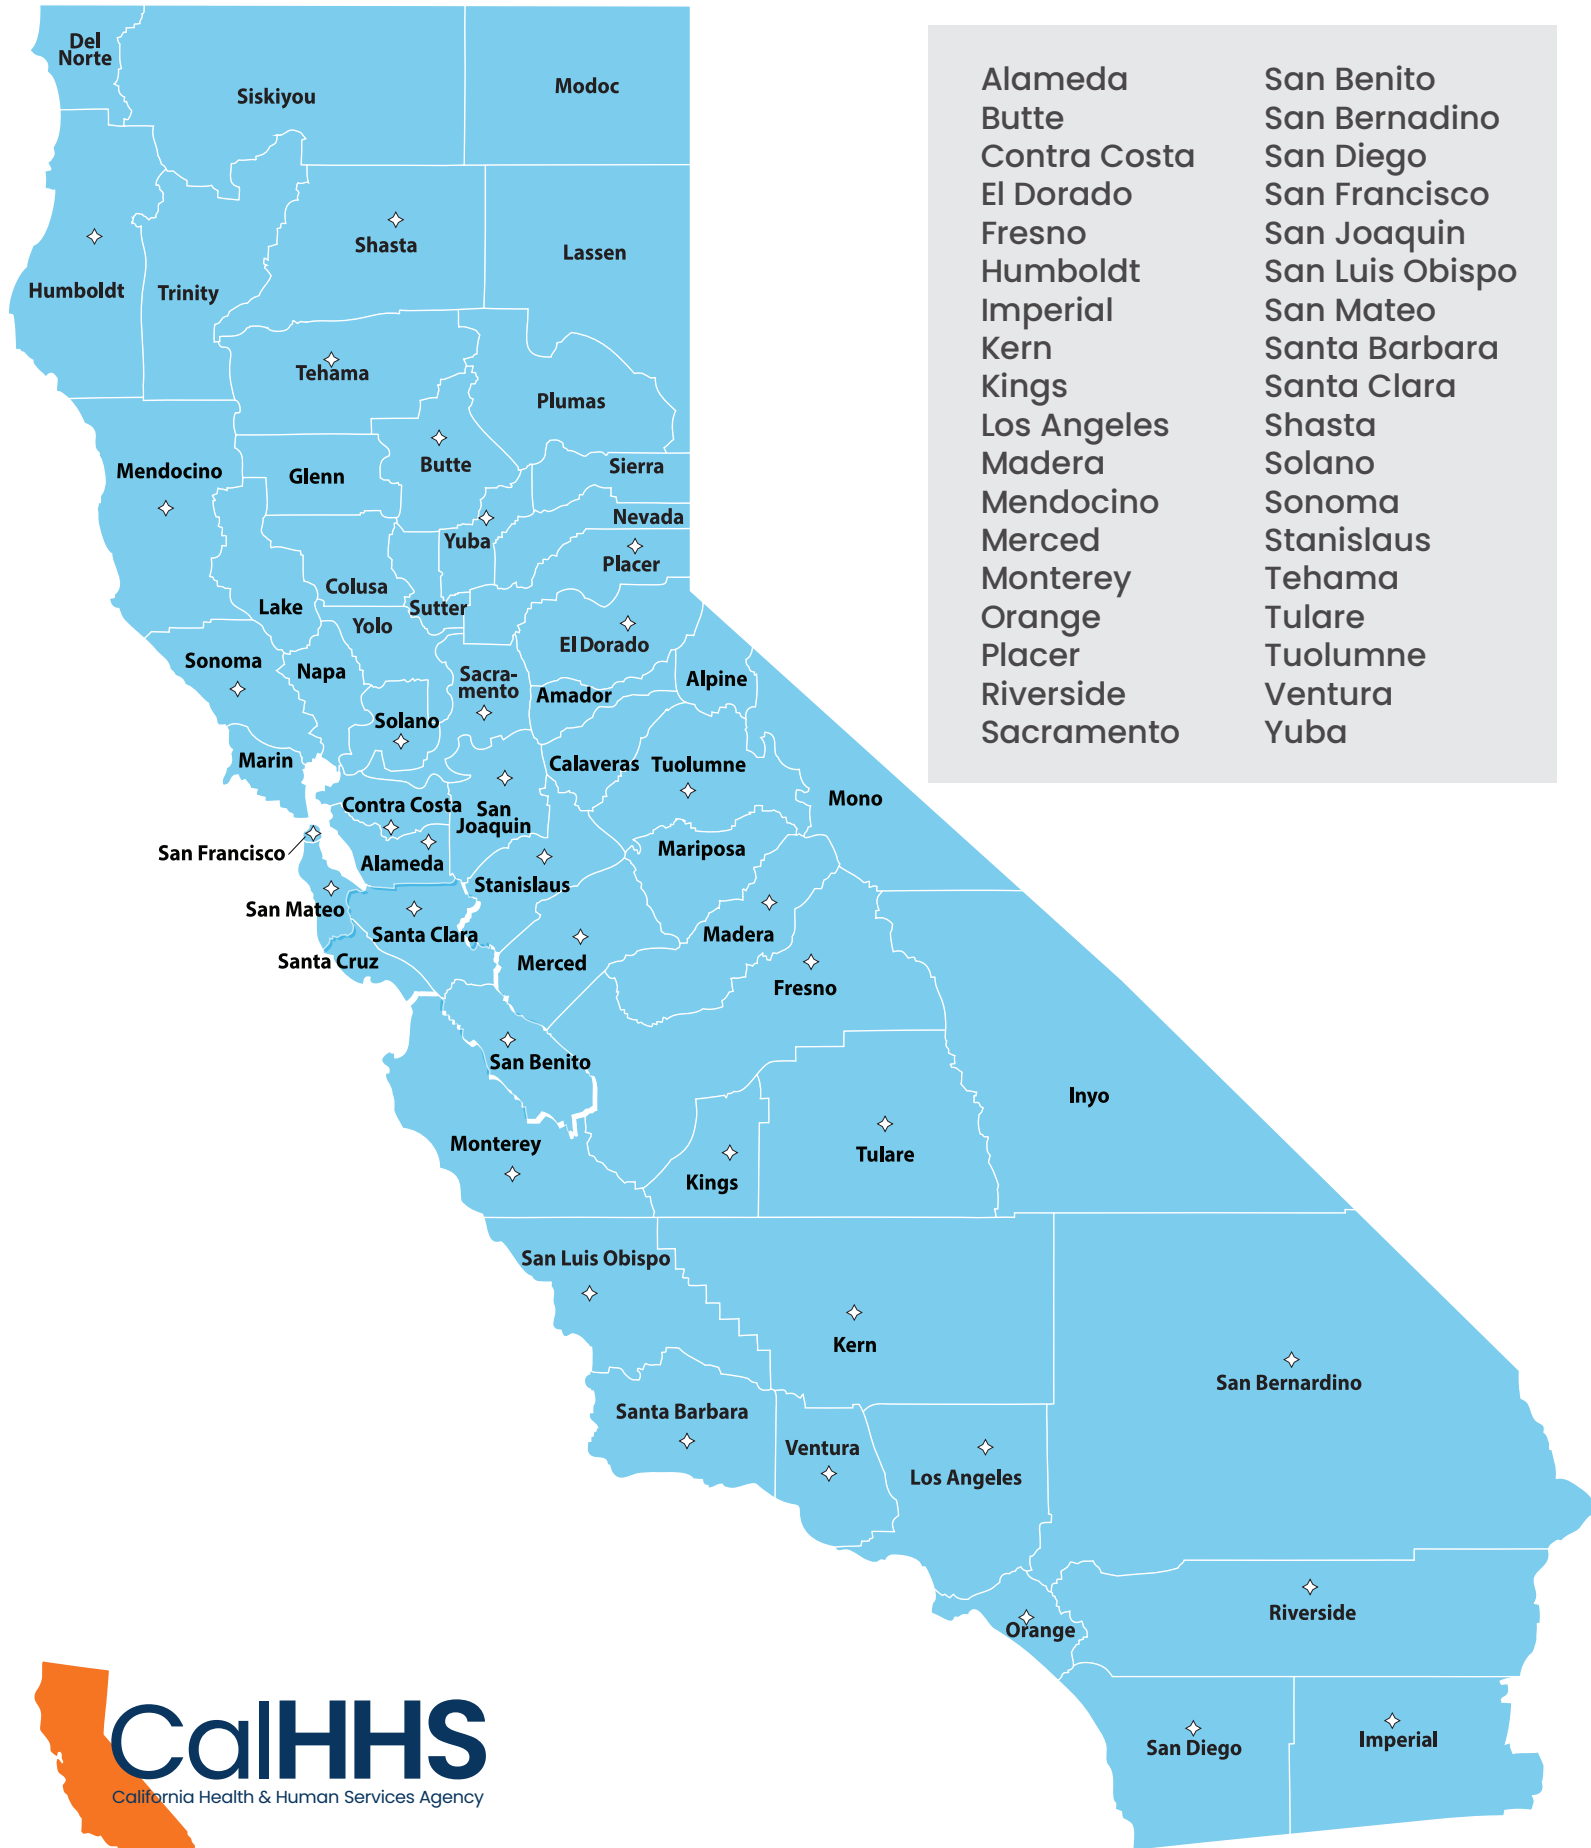 Del
Norte
Siskiyou
Modoc
Humboldt
Trinity
Shasta
Lassen
Tehama
Plumas
Mendocino
Glenn
Butte
Sierra
Nevada
Yuba
Placer
Colusa
Lake
Sutter
Yolo
El Dorado
Sonoma
Napa
Sacra-
mento
Alpine
Amador
Solano
Marin
Calaveras
Tuolumne
Mono
Contra Costa
San
Joaquin
San Francisco
Alameda
Mariposa
Stanislaus
San Mateo
Santa Clara
Madera
Santa Cruz
Merced
Fresno
San Benito
Inyo
Monterey
Tulare
Kings
San Luis Obispo
Kern
San Bernardino
Santa Barbara
Ventura
Los Angeles
Riverside
Orange
San Diego
Imperial
Alameda
Butte
Contra Costa
El Dorado
Fresno
Humboldt
Imperial
Kern
Kings
Los Angeles
Madera
Mendocino
Merced
Monterey
Orange
Placer
Riverside
Sacramento
San Benito
San Bernadino
San Diego
San Francisco
San Joaquin
San Luis Obispo
San Mateo
Santa Barbara
Santa Clara
Shasta
Solano
Sonoma
Stanislaus
Tehama
Tulare
Tuolumne
Ventura
Yuba
CalHHS
California Health & Human Services Agency